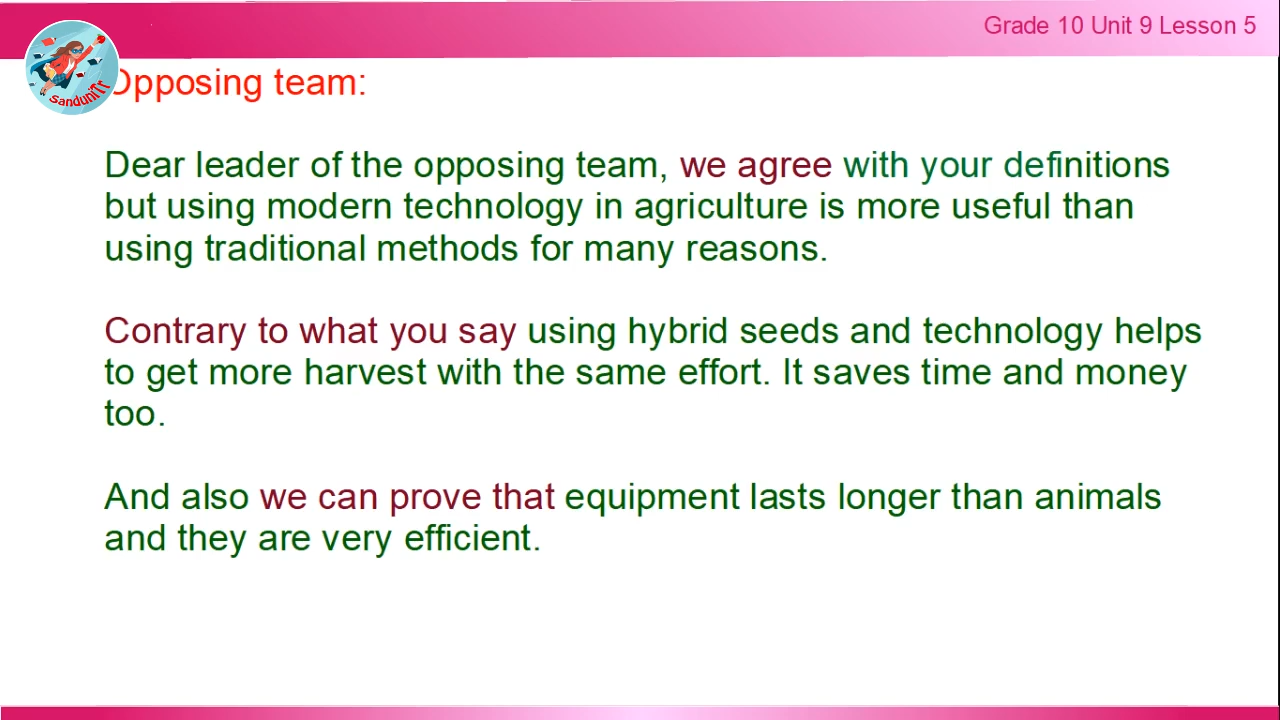 Grade 10 Unit 9 Lesson 5
SanduniTr
Opposing team:
Dear leader of the opposing team, we agree with your definitions
but using modern technology in agriculture is more useful than
using traditional methods for many reasons.
Contrary to what you say using hybrid seeds and technology helps
to get more harvest with the same effort. It saves time and money
too.
And also we can prove that equipment lasts longer than animals
and they are very efficient.